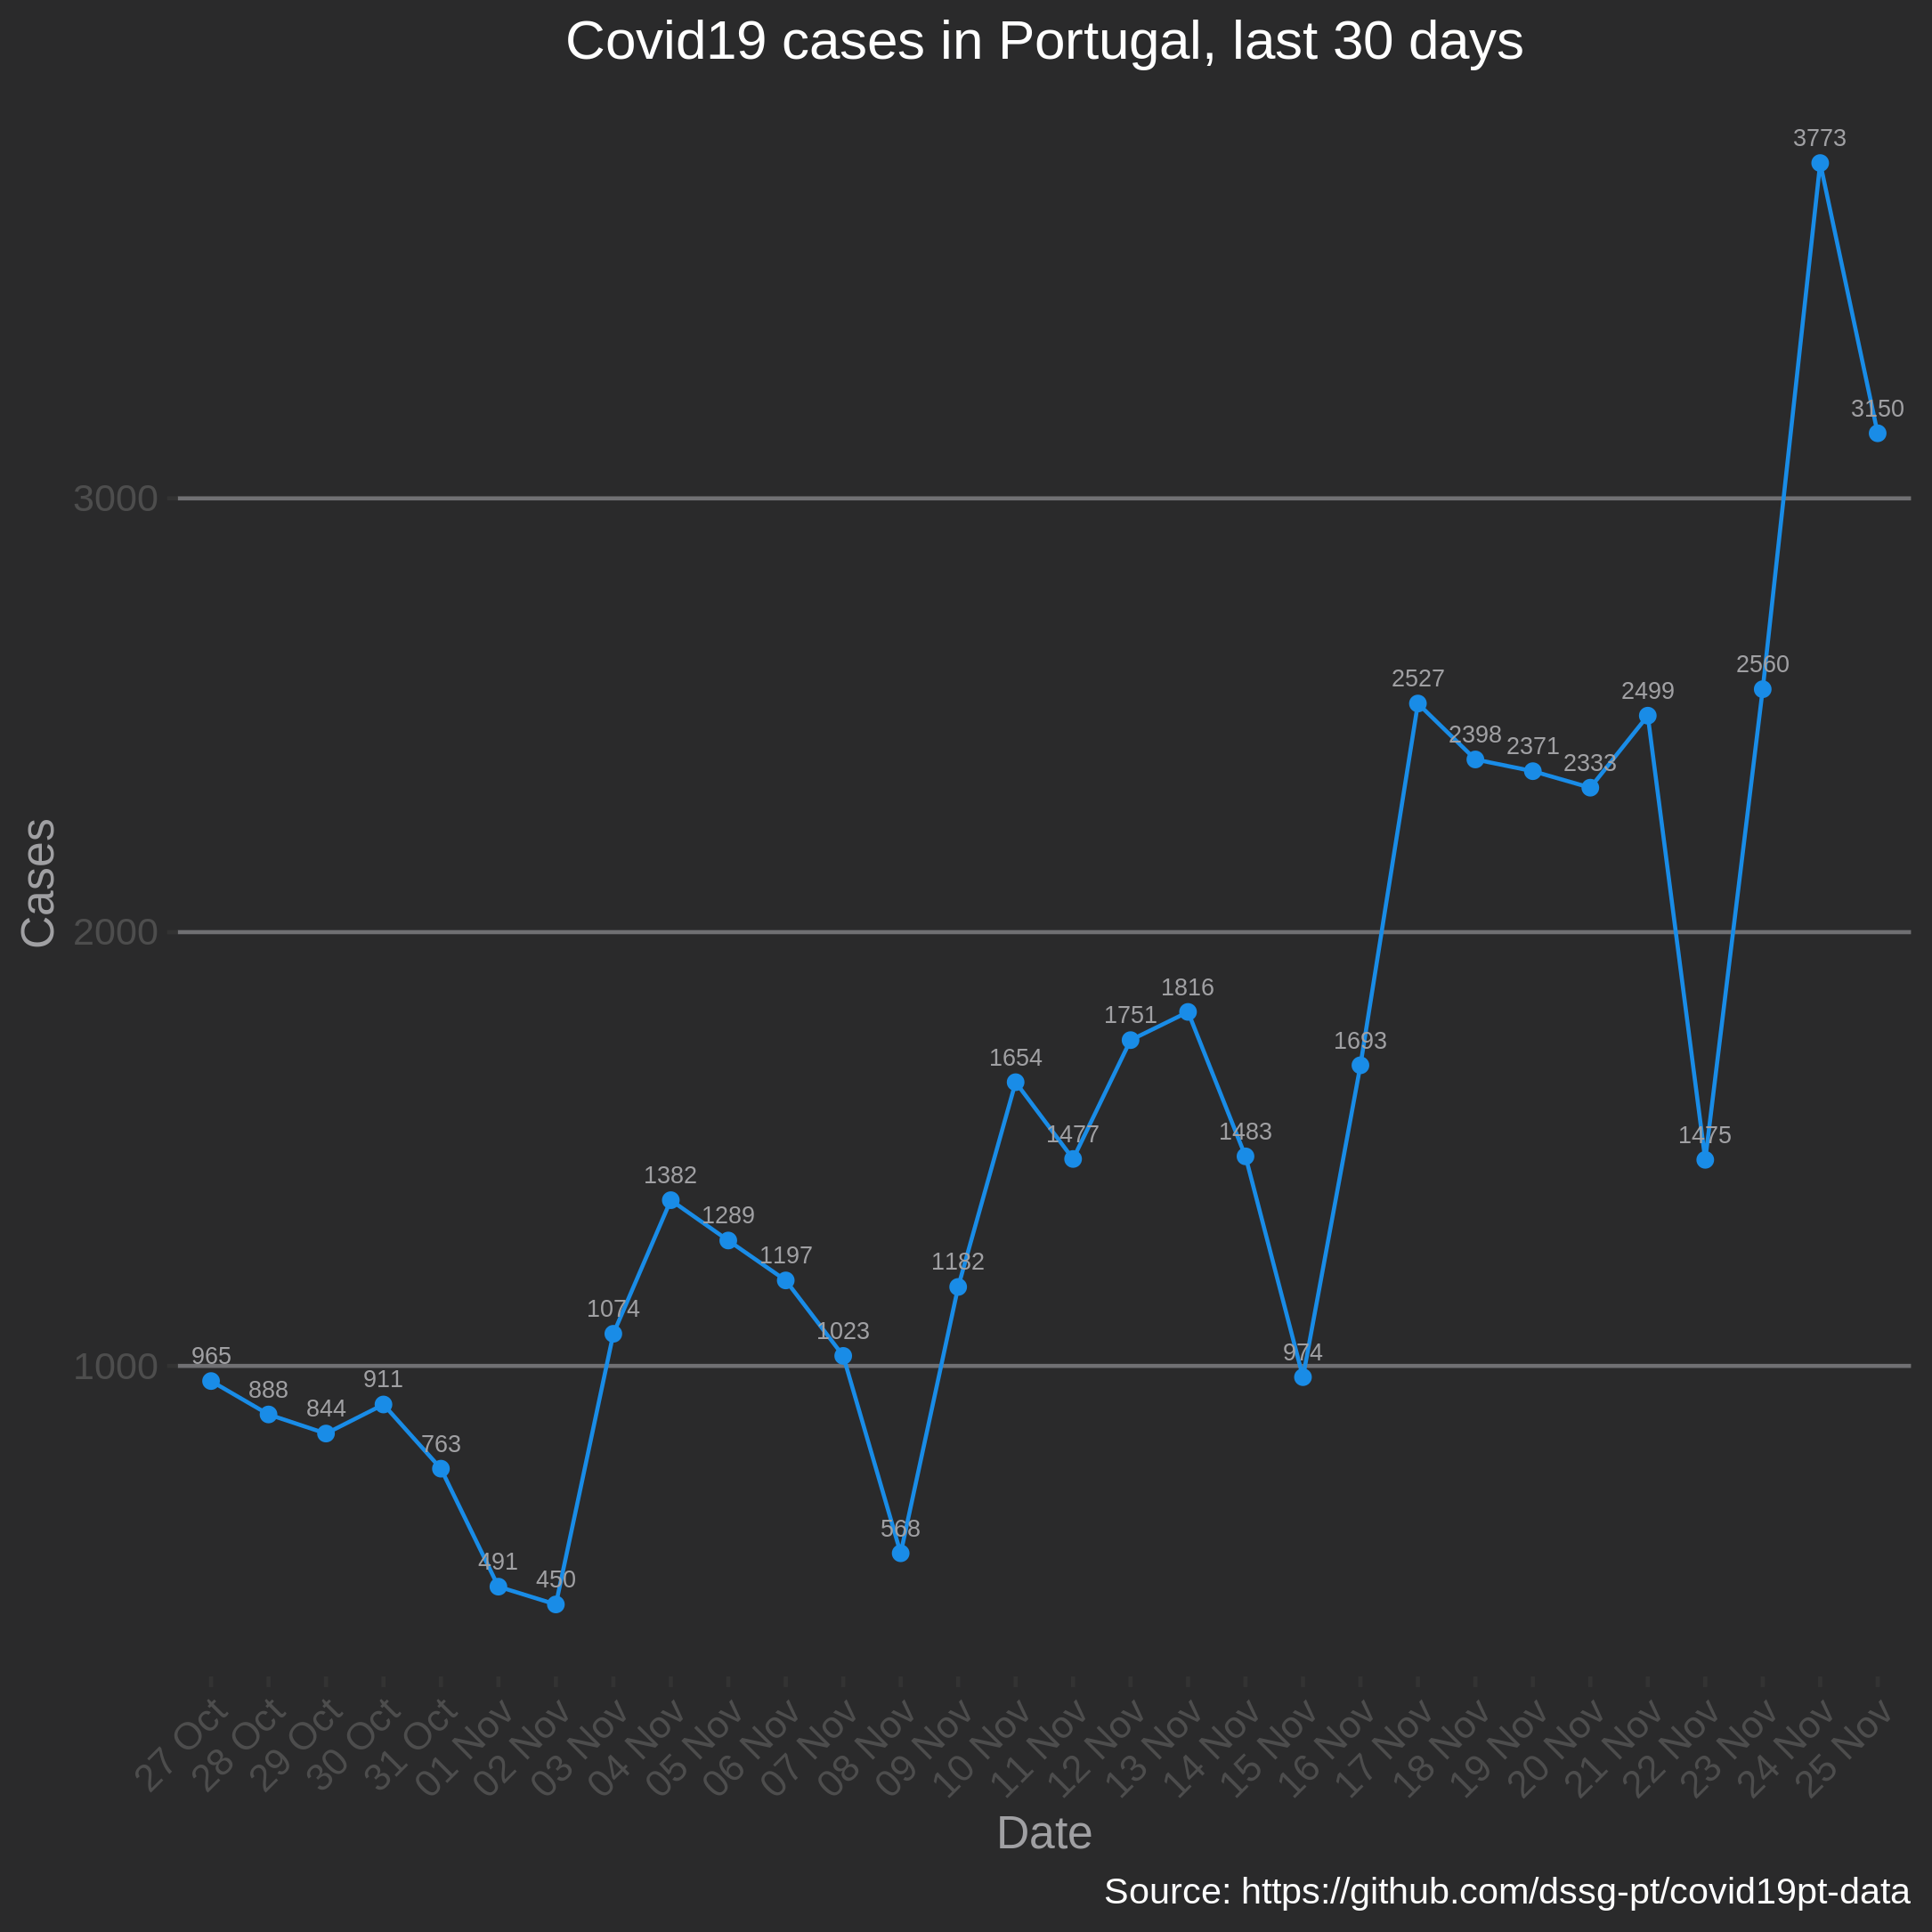 Covid19 cases in Portugal, last 30 days
3773
3150
3000
2560
2527
2499
2398
2371
2333
Cases
2000
1816
1751
1693
1654
1477
1483
1475
1382
1289
1197
1182
1074
1023
1000
965
974
911
888
844
763
568
491
450
27 Oct
28 Oct
29 Oct
30 Oct
31 Oct
01 Nov
02 Nov
03 Nov
04 Nov
05 Nov
06 Nov
07 Nov
08 Nov
09 Nov
10 Nov
11 Nov
12 Nov
13 Nov
14 Nov
15 Nov
16 Nov
17 Nov
18 Nov
19 Nov
20 Nov
21 Nov
22 Nov
23 Nov
24 Nov
25 Nov
Date
Source: https://github.com/dssg-pt/covid19pt-data